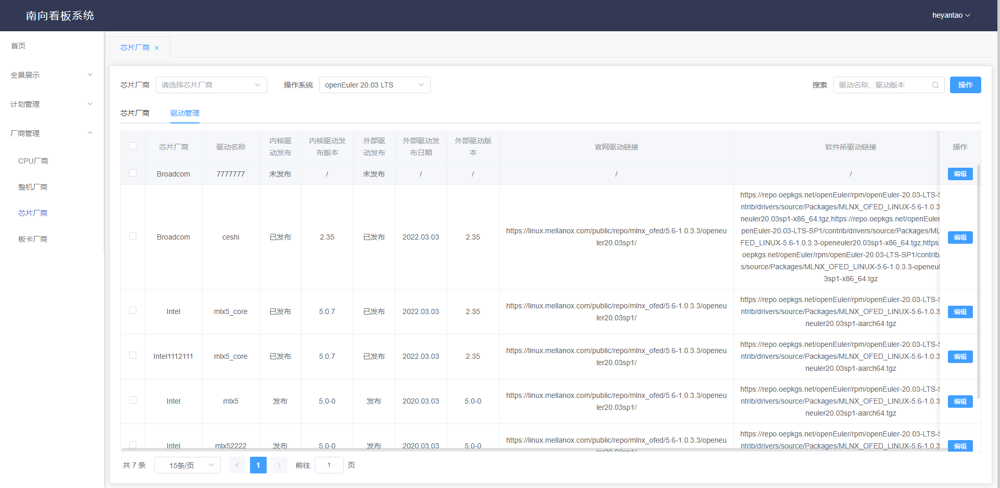 南向看板系统
heyantao
首页
全景展示
计划管理
厂商管理
CPU厂商
整机厂商
芯片厂商
板卡厂商
芯片厂商
芯片厂商 请选择芯片厂商 操作系统 openEuler 20.03 LTS 搜索 驱动名称、驱动版本 操作
芯片厂商 驱动管理
芯片厂商 驱动名称 内核驱动发布 内核驱动发布版本 外部驱动发布 外部驱动发布日期 外部驱动版本 官网驱动链接 软件所驱动链接 操作
Broadcom 7777777 未发布 / 未发布 / / / / 编辑
Broadcom ceshi 已发布 2.35 已发布 2022.03.03 2.35
https://linux.mellanox.com/public/repo/mlnx_ofed/5.6-1.0.3.3/openeu
ler20.03sp1/
https://repo.oepkgs.net/openEuler/rpm/openEuler-20.03-LTS-S
ntrib/drivers/source/Packages/MLNX_OFED_LINUX-5.6-1.0.3
neuler20.03sp1-x86_64.tgz,https://repo.oepkgs.net/openEuler
penEuler-20.03-LTS-SP1/contrib/drivers/source/Packages/ML
FED_LINUX-5.6-1.0.3.3-openeuler20.03sp1-x86_64.tgz,https:
oepkgs.net/openEuler/rpm/openEuler-20.03-LTS-SP1/contrib
s/source/Packages/MLNX_OFED_LINUX-5.6-1.0.3.3-openeul
3sp1-x86_64.tgz
编辑
Intel mlx5_core 已发布 5.0.7 已发布 2022.03.03 2.35
https://linux.mellanox.com/public/repo/mlnx_ofed/5.6-1.0.3.3/openeu
ler20.03sp1/
https://repo.oepkgs.net/openEuler/rpm/openEuler-20.03-LTS-S
ntrib/drivers/source/Packages/MLNX_OFED_LINUX-5.6-1.0.3
neuler20.03sp1-aarch64.tgz
编辑
Intel1112111 mlx5_core 已发布 5.0.7 已发布 2022.03.03 2.35
https://linux.mellanox.com/public/repo/mlnx_ofed/5.6-1.0.3.3/openeu
ler20.03sp1/
https://repo.oepkgs.net/openEuler/rpm/openEuler-20.03-LTS-S
ntrib/drivers/source/Packages/MLNX_OFED_LINUX-5.6-1.0.3
neuler20.03sp1-aarch64.tgz
编辑
Intel mlx5 发布 5.0-0 发布 2020.03.03 5.0-0
https://linux.mellanox.com/public/repo/mlnx_ofed/5.6-1.0.3.3/openeu
ler20.03sp1/
https://repo.oepkgs.net/openEuler/rpm/openEuler-20.03-LTS-S
ntrib/drivers/source/Packages/MLNX_OFED_LINUX-5.6-1.0.3
neuler20.03sp1-aarch64.tgz
编辑
Intel mlx52222 发布 5.0-0 发布 2020.03.03 5.0-0
https://linux.mellanox.com/public/repo/mlnx_ofed/5.6-1.0.3.3/openeu
ler20.03sp1/
https://repo.oepkgs.net/openEuler/rpm/openEuler-20.03-LTS-S
ntrib/drivers/source/Packages/MLNX_OFED_LINUX-5.6-1.0.3
编辑
共 7 条 15条/页 1 前往 1 页